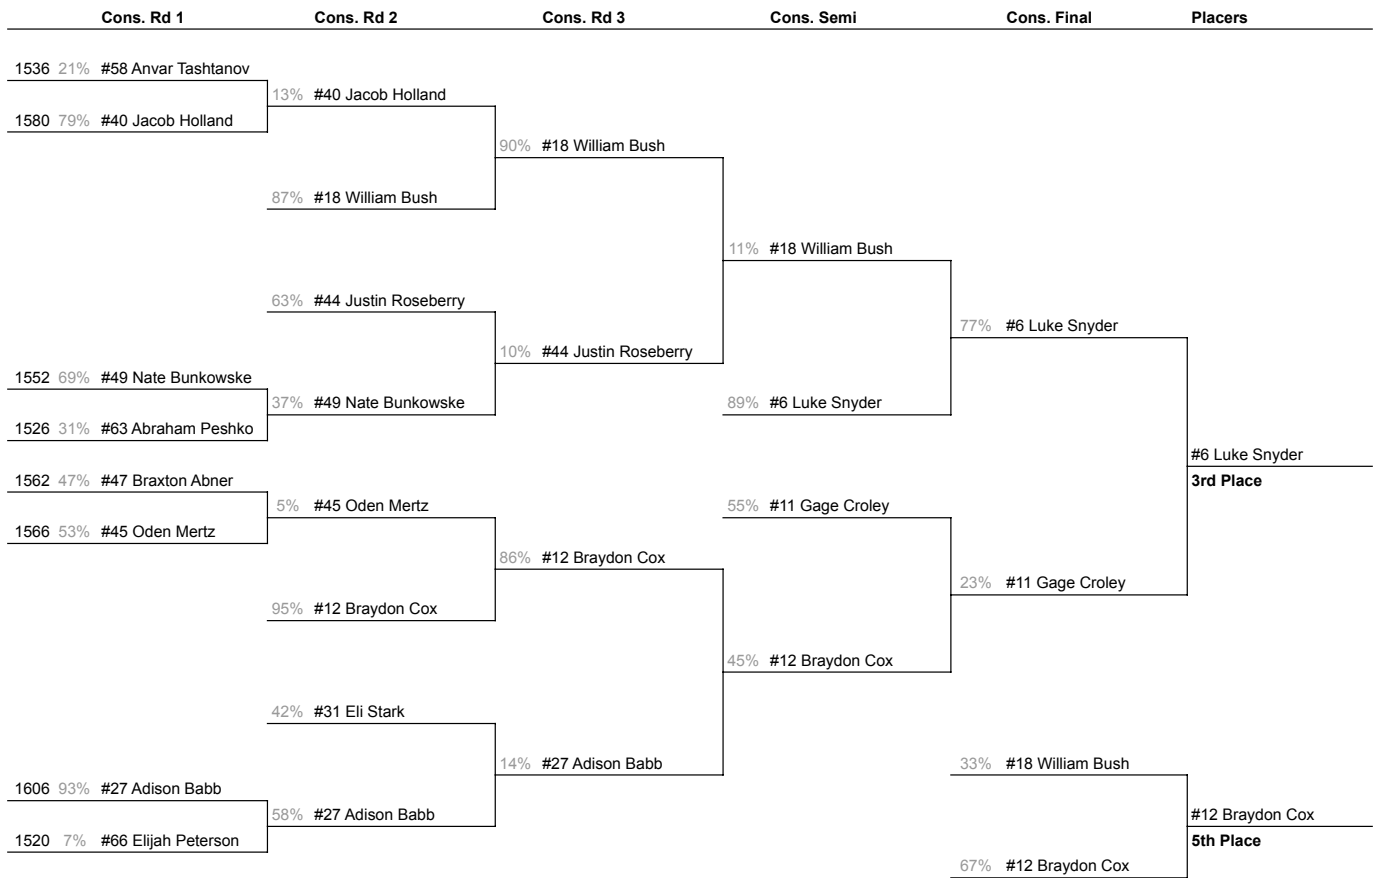 Cons. Rd 1 Cons. Rd 2 Cons. Rd 3 Cons. Semi Cons. Final Placers
1536 21% #58 Anvar Tashtanov
13% #40 Jacob Holland
1580 79% #40 Jacob Holland
90% #18 William Bush
87% #18 William Bush
11% #18 William Bush
63% #44 Justin Roseberry
77% #6 Luke Snyder
10% #44 Justin Roseberry
1552 69% #49 Nate Bunkowske
37% #49 Nate Bunkowske
89% #6 Luke Snyder
1526 31% #63 Abraham Peshko
#6 Luke Snyder
1562 47% #47 Braxton Abner
3rd Place
5% #45 Oden Mertz
55% #11 Gage Croley
1566 53% #45 Oden Mertz
86% #12 Braydon Cox
23% #11 Gage Croley
95% #12 Braydon Cox
45% #12 Braydon Cox
42% #31 Eli Stark
14% #27 Adison Babb
33% #18 William Bush
1606 93% #27 Adison Babb
58% #27 Adison Babb
#12 Braydon Cox
1520 7% #66 Elijah Peterson
5th Place
67% #12 Braydon Cox